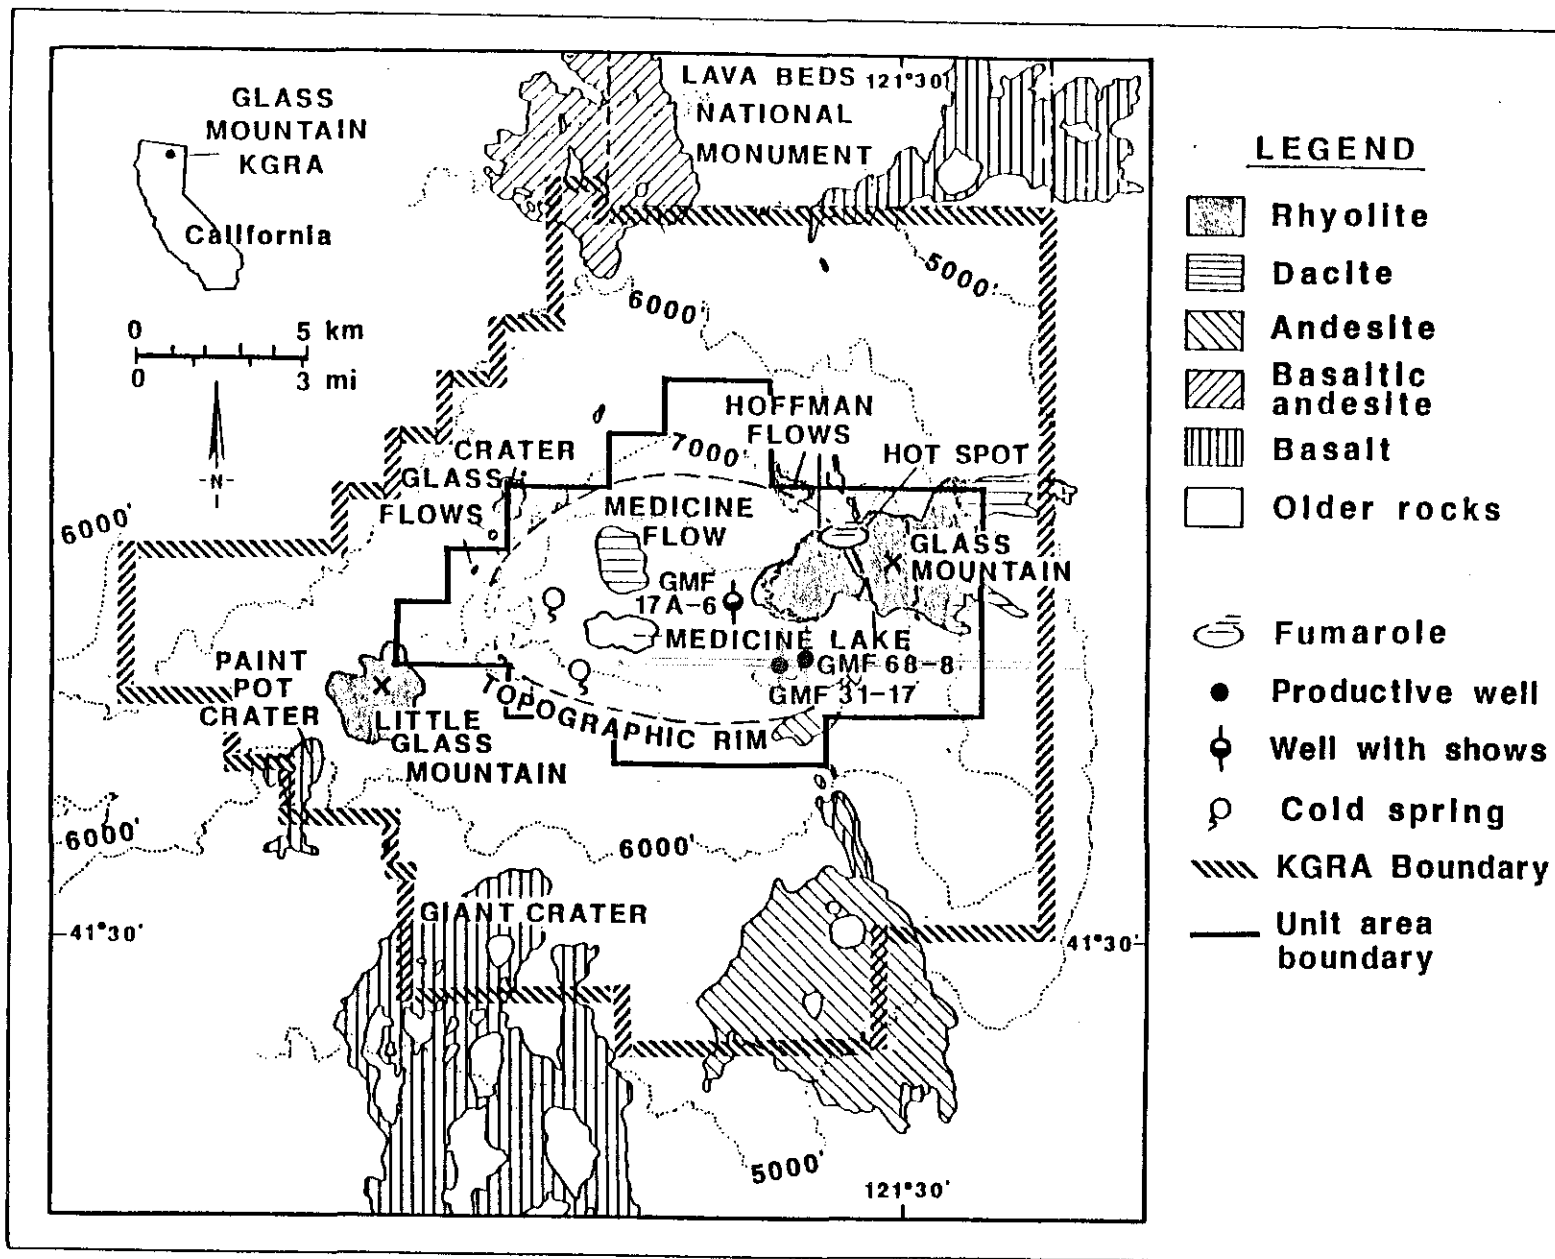 GLASS
MOUNTAIN
KGRA
California
0 5 km
0 3 mi
-N-
LAVA BEDS 121°30'
NATIONAL
MONUMENT
5000'
6000'
HOFFMAN
FLOWS
7000'
HOT SPOT
CRATER
GLASS
FLOWS
6000'
MEDICINE
FLOW
GLASS
MOUNTAIN
GMF
17A-6
MEDICINE LAKE
GMF 68-8
GMF 31-17
PAINT
POT
CRATER
TOPOGRAPHIC RIM
LITTLE
GLASS
MOUNTAIN
6000'
6000'
GIANT CRATER
41°30'
41°30'
5000'
121°30'
LEGEND
Rhyolite
Dacite
Andesite
Basaltic
andesite
Basalt
Older rocks
Fumarole
Productive well
Well with shows
Cold spring
KGRA Boundary
Unit area
boundary